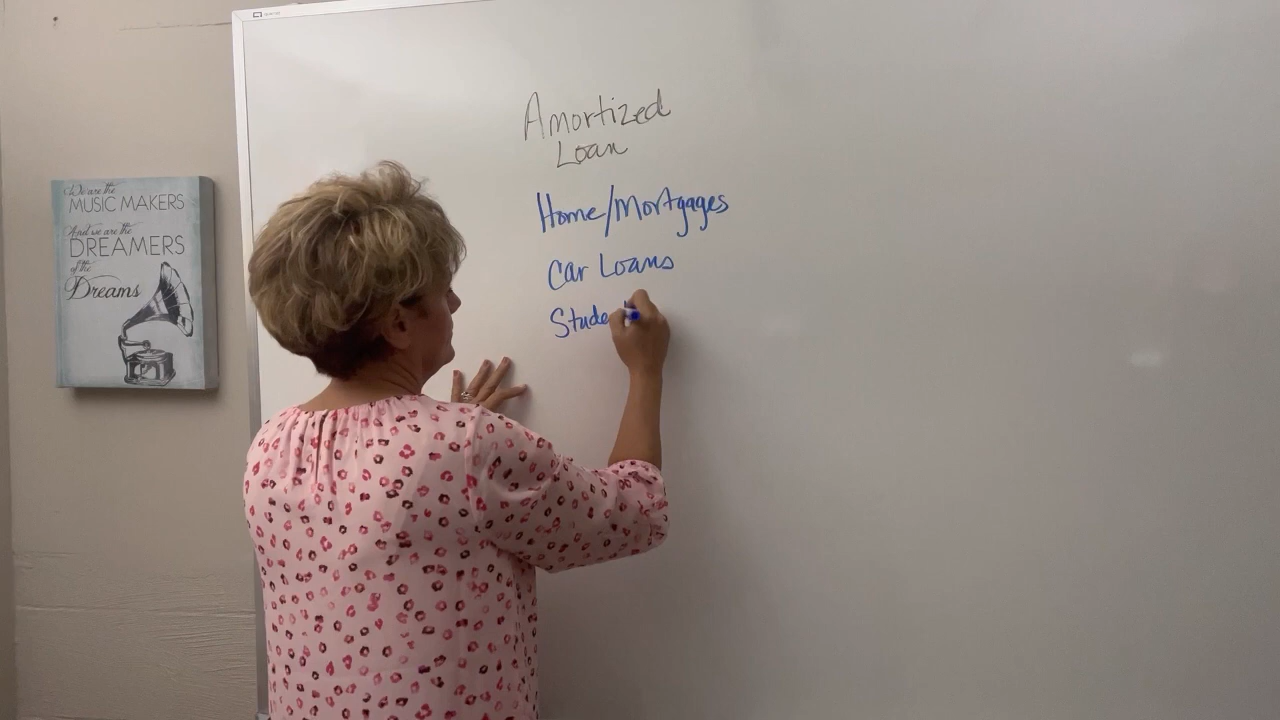 We are the
MUSIC MAKERS
And we are the
DREAMERS
of the
Dreams
Amortized
Loan
Home/Mortgages
Car Loans
Stude